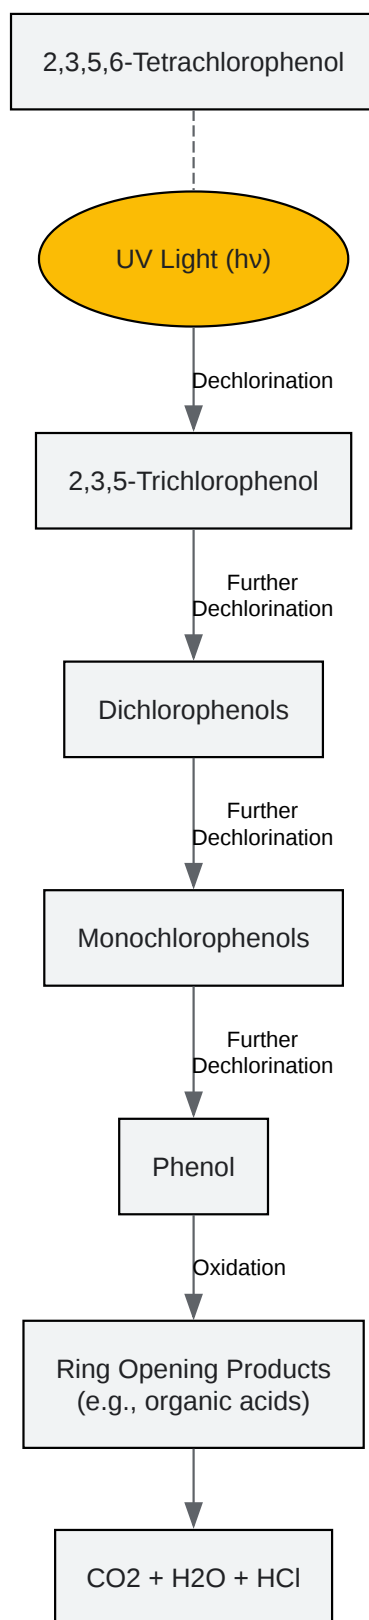 2,3,5,6-Tetrachlorophenol
UV Light (hν)
Dechlorination
2,3,5-Trichlorophenol
Further
Dechlorination
Dichlorophenols
Further
Dechlorination
Monochlorophenols
Further
Dechlorination
Phenol
Oxidation
Ring Opening Products
(e.g., organic acids)
CO2 + H2O + HCl